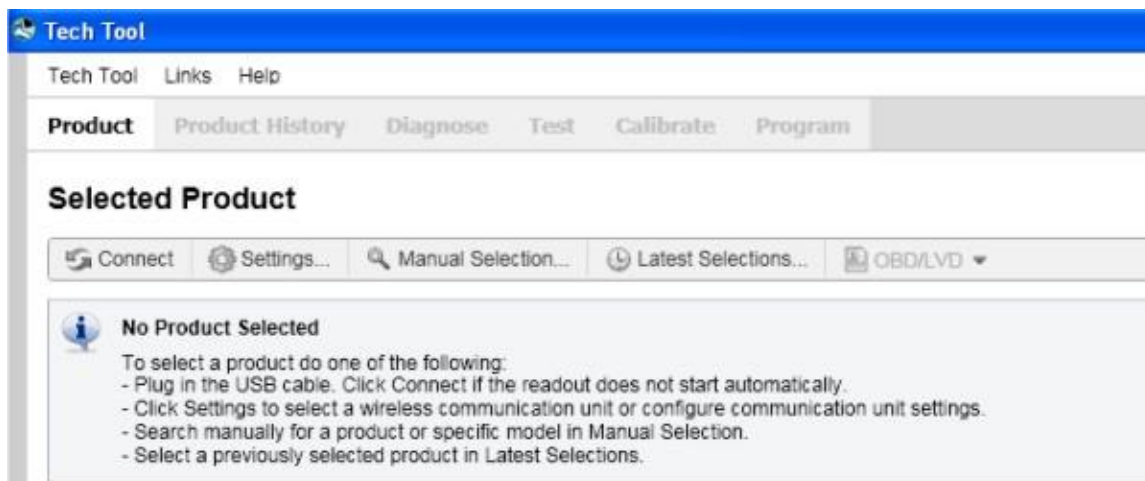 Tech Tool
Tech Tool Links Help
Product Product History Diagnose Test Calibrate Program
Selected Product
Connect Settings... Manual Selection... Latest Selections... OBD/LVD
No Product Selected
To select a product do one of the following:
- Plug in the USB cable. Click Connect if the readout does not start automatically.
- Click Settings to select a wireless communication unit or configure communication unit settings.
- Search manually for a product or specific model in Manual Selection.
- Select a previously selected product in Latest Selections.